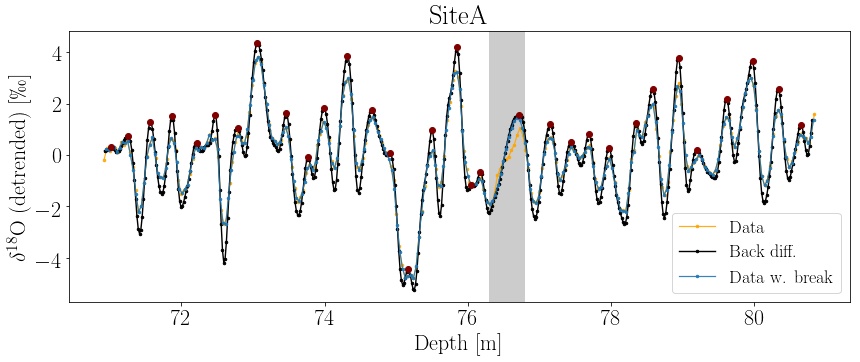 SiteA
δ¹⁸O (detrended) [‰]
4
2
0
−2
−4
72
74
76
78
80
Depth [m]
Data
Back diff.
Data w. break